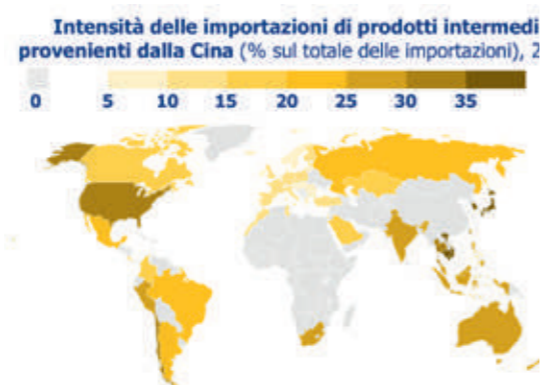 Intensità delle importazioni di prodotti intermedi
provenienti dalla Cina (% sul totale delle importazioni), 2
0 5 10 15 20 25 30 35